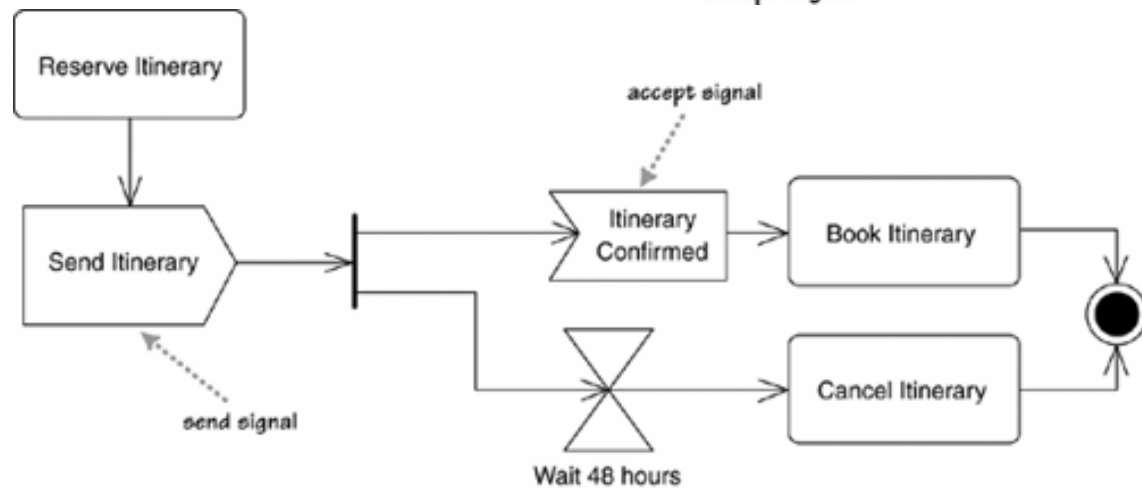 Reserve Itinerary
accept signal
Send Itinerary
Itinerary
Confirmed
Book Itinerary
send signal
Cancel Itinerary
Wait 48 hours